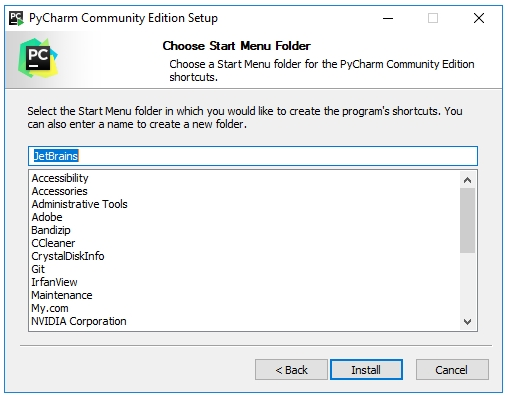 PyCharm Community Edition Setup
Choose Start Menu Folder
Choose a Start Menu folder for the PyCharm Community Edition
shortcuts.
PC
Select the Start Menu folder in which you would like to create the program's shortcuts. You
can also enter a name to create a new folder.
JetBrains
Accessibility
Accessories
Administrative Tools
Adobe
Bandizip
CCleaner
CrystalDiskInfo
Git
IrfanView
Maintenance
My.com
NVIDIA Corporation
< Back
Install
Cancel